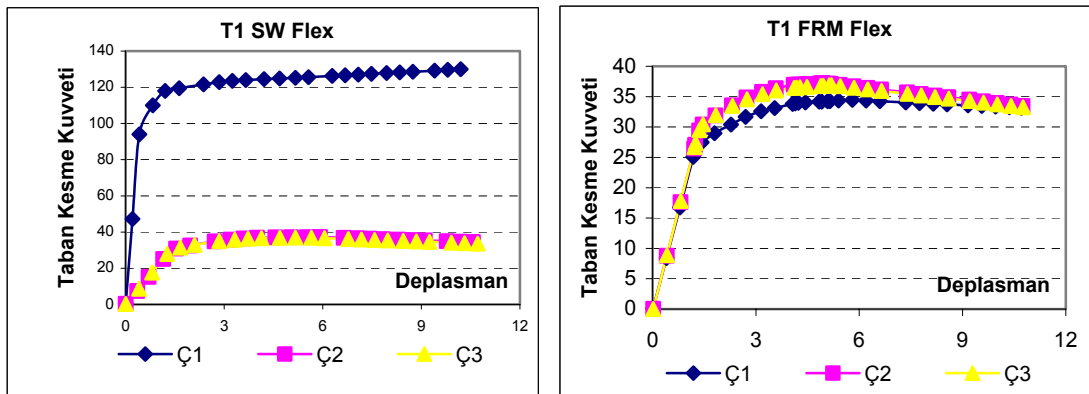 T1 SW Flex
Taban Kesme Kuvveti
140
120
100
80
60
40
20
0
Deplasman
0 3 6 9 12
Ç1 Ç2 Ç3
T1 FRM Flex
Taban Kesme Kuvveti
40
35
30
25
20
15
10
5
0
Deplasman
0 3 6 9 12
Ç1 Ç2 Ç3